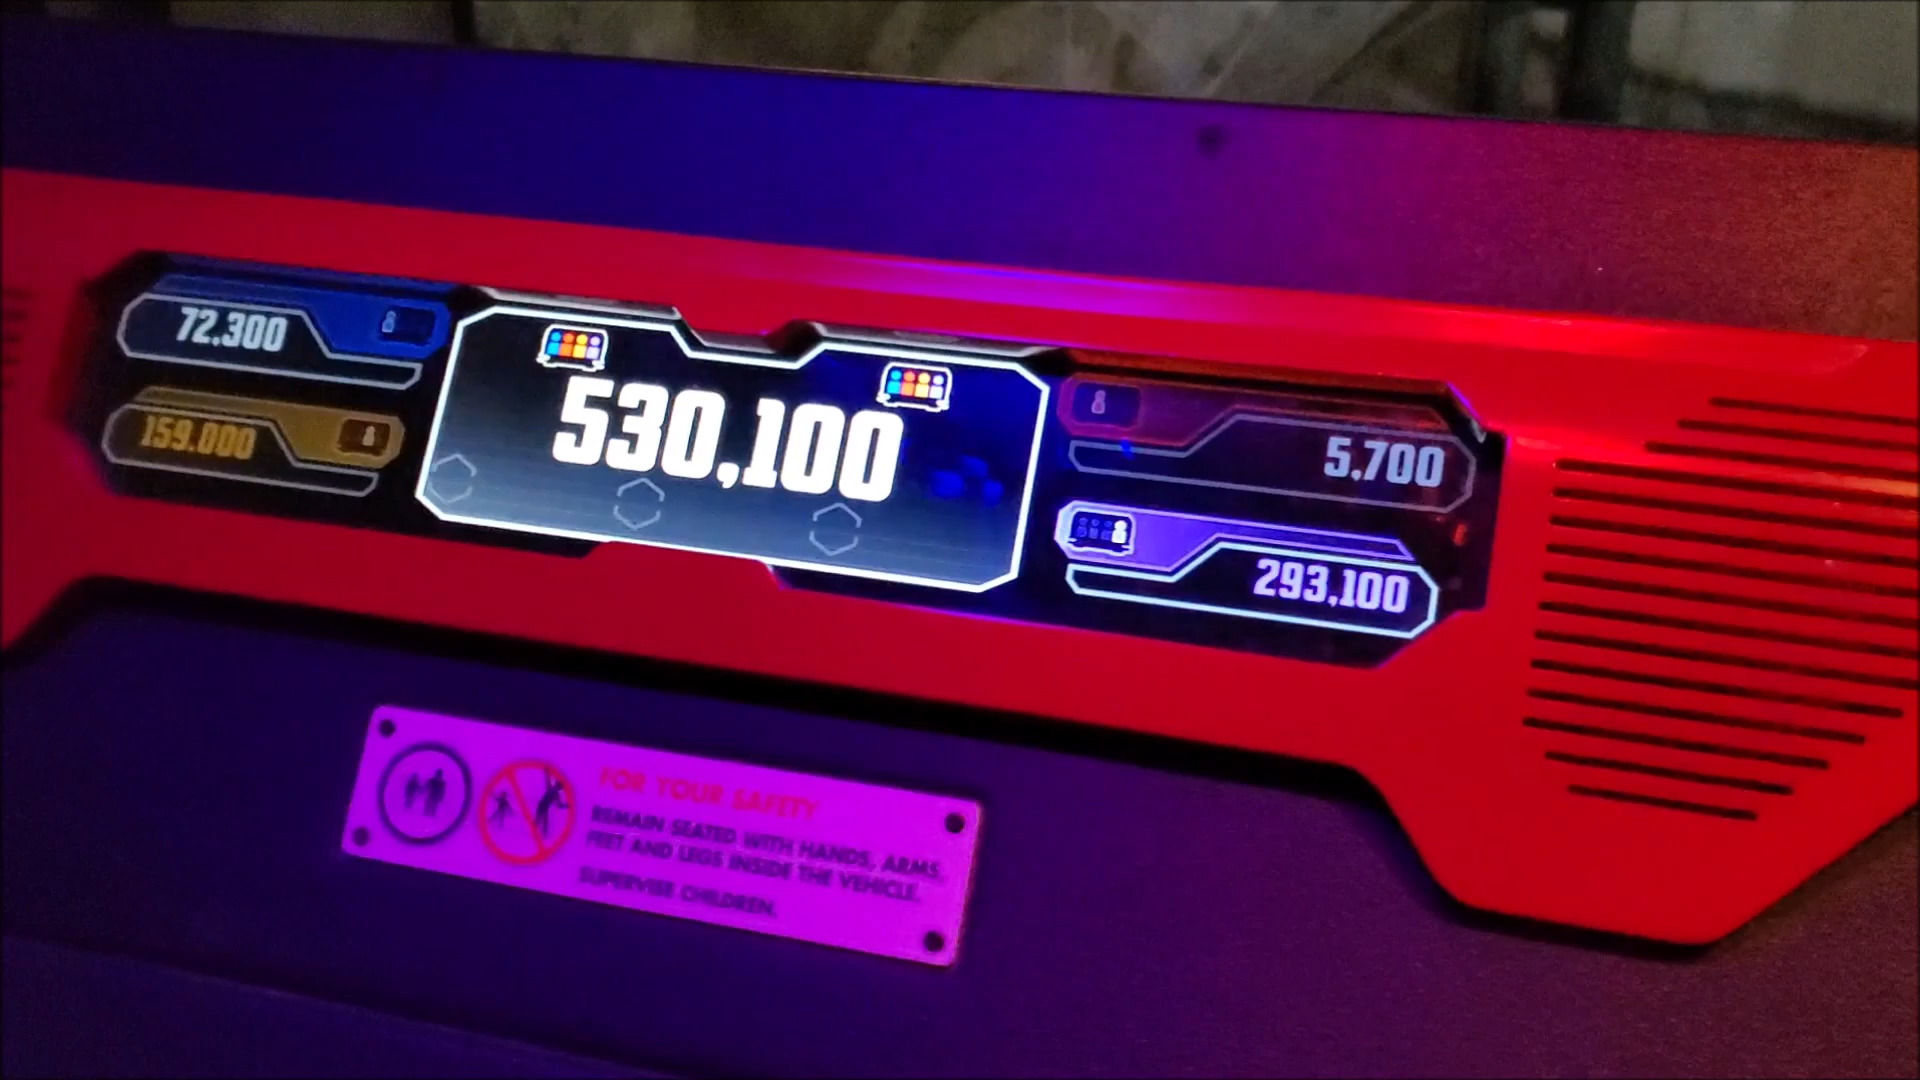 72,300
159,000
530,100
5,700
293,100
FOR YOUR SAFETY
REMAIN SEATED WITH HANDS, ARMS,
FEET AND LEGS INSIDE THE VEHICLE.
SUPERVISE CHILDREN.